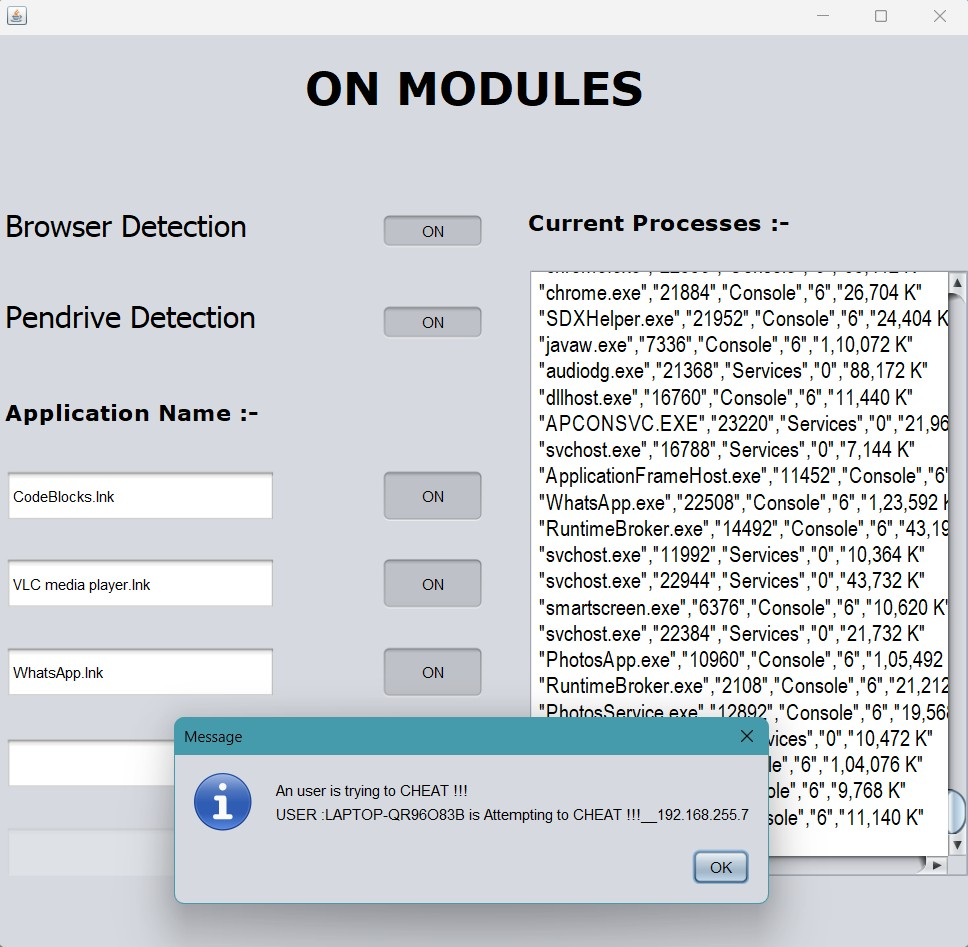 ON MODULES
Browser Detection
ON
Pendrive Detection
ON
Application Name :-
CodeBlocks.lnk
ON
VLC media player.lnk
ON
WhatsApp.lnk
ON
Current Processes :-
"chrome.exe","21884","Console","6","26,704 K"
"SDXHelper.exe","21952","Console","6","24,404 K
"javaw.exe","7336","Console","6","1,10,072 K"
"audiodg.exe","21368","Services","0","88,172 K"
"dllhost.exe","16760","Console","6","11,440 K"
"APCONSVC.EXE","23220","Services","0","21,96
"svchost.exe","16788","Services","0","7,144 K"
"ApplicationFrameHost.exe","11452","Console","6"
"WhatsApp.exe","22508","Console","6","1,23,592
"RuntimeBroker.exe","14492","Console","6","43,19
"svchost.exe","11992","Services","0","10,364 K"
"svchost.exe","22944","Services","0","43,732 K"
"smartscreen.exe","6376","Console","6","10,620 K"
"svchost.exe","22384","Services","0","21,732 K"
"PhotosApp.exe","10960","Console","6","1,05,492
"RuntimeBroker.exe","2108","Console","6","21,212
"PhotosService.exe","12892","Console","6","19,568
vices","0","10,472 K"
le","6","1,04,076 K"
ole","6","9,768 K"
sole","6","11,140 K"
Message
An user is trying to CHEAT !!!
USER :LAPTOP-QR96O83B is Attempting to CHEAT !!!__192.168.255.7
OK